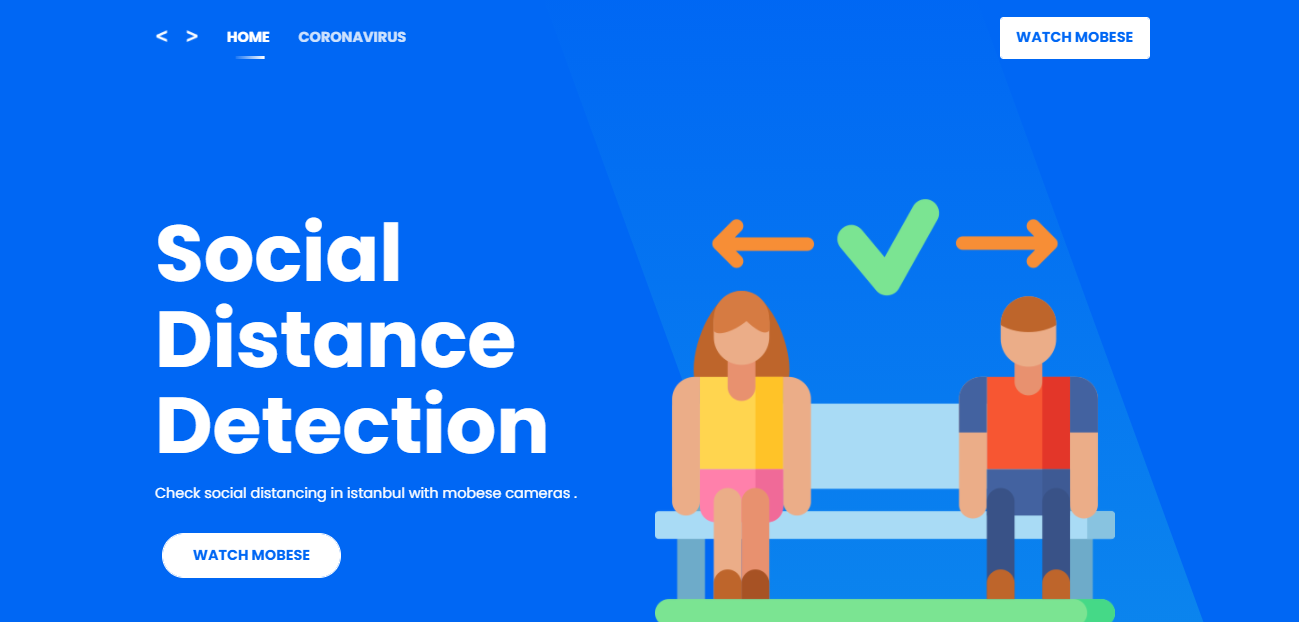 < > HOME CORONAVIRUS WATCH MOBESE
Social
Distance
Detection
Check social distancing in istanbul with mobese cameras .
WATCH MOBESE